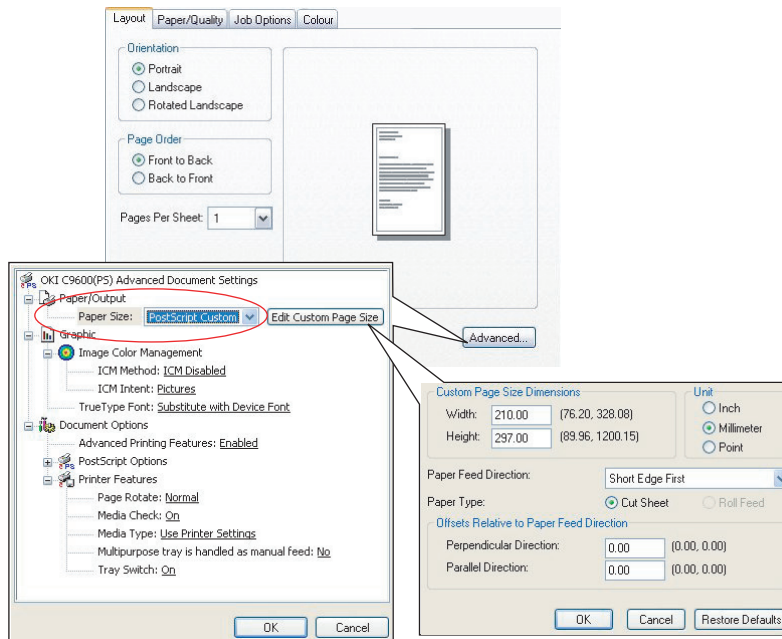 Layout Paper/Quality Job Options Colour
Orientation
Portrait
Landscape
Rotated Landscape
Page Order
Front to Back
Back to Front
Pages Per Sheet: 1
Advanced...
OKI C9600(PS) Advanced Document Settings
Paper/Output
Paper Size: PostScript Custom Edit Custom Page Size
Graphic
Image Color Management
ICM Method: ICM Disabled
ICM Intent: Pictures
TrueType Font: Substitute with Device Font
Document Options
Advanced Printing Features: Enabled
PostScript Options
Printer Features
Page Rotate: Normal
Media Check: On
Media Type: Use Printer Settings
Multipurpose tray is handled as manual feed: No
Tray Switch: On
OK Cancel
Custom Page Size Dimensions
Width: 210.00 (76.20, 328.08)
Height: 297.00 (89.96, 1200.15)
Unit
Inch
Millimeter
Point
Paper Feed Direction: Short Edge First
Paper Type: Cut Sheet Roll Feed
Offsets Relative to Paper Feed Direction
Perpendicular Direction: 0.00 (0.00, 0.00)
Parallel Direction: 0.00 (0.00, 0.00)
OK Cancel Restore Defaults